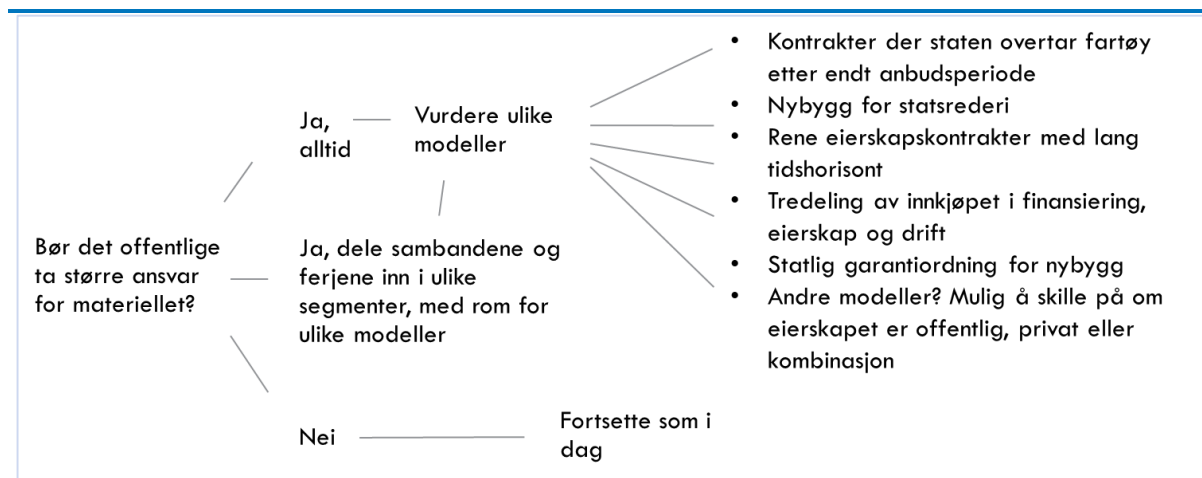 Bør det offentlige
ta større ansvar
for materiellet?
Ja,
alltid
Vurdere ulike
modeller
Ja, dele sambandene og
ferjene inn i ulike
segmenter, med rom for
ulike modeller
Nei
Fortsette som i
dag
• Kontrakter der staten overtar fartøy
etter endt anbudsperiode
• Nybygg for statsrederi
• Rene eierskapskontrakter med lang
tidshorisont
• Tredeling av innkjøpet i finansiering,
eierskap og drift
• Statlig garantiordning for nybygg
• Andre modeller? Mulig å skille på om
eierskapet er offentlig, privat eller
kombinasjon